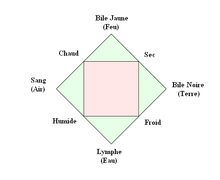 Bile Jaune
(Feu)
Chaud
Sec
Sang
(Air)
Bile Noire
(Terre)
Humide
Froid
Lymphe
(Eau)